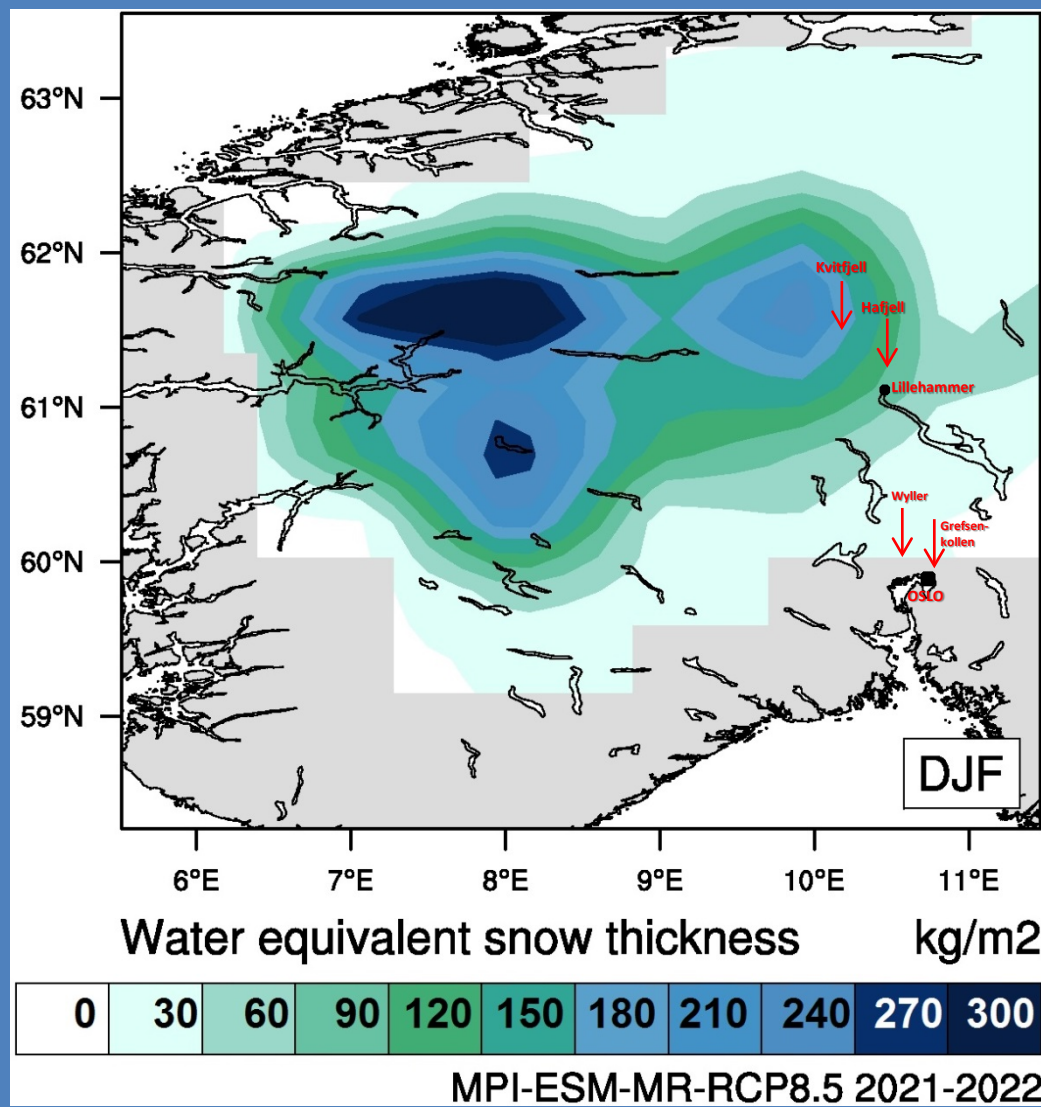 63°N
62°N
61°N
60°N
59°N
Kvitfjell
Hafjell
Lillehammer
Wyller
Grefsen-
kollen
OSLO
DJF
6°E 7°E 8°E 9°E 10°E 11°E
Water equivalent snow thickness kg/m2
0 30 60 90 120 150 180 210 240 270 300
MPI-ESM-MR-RCP8.5 2021-2022